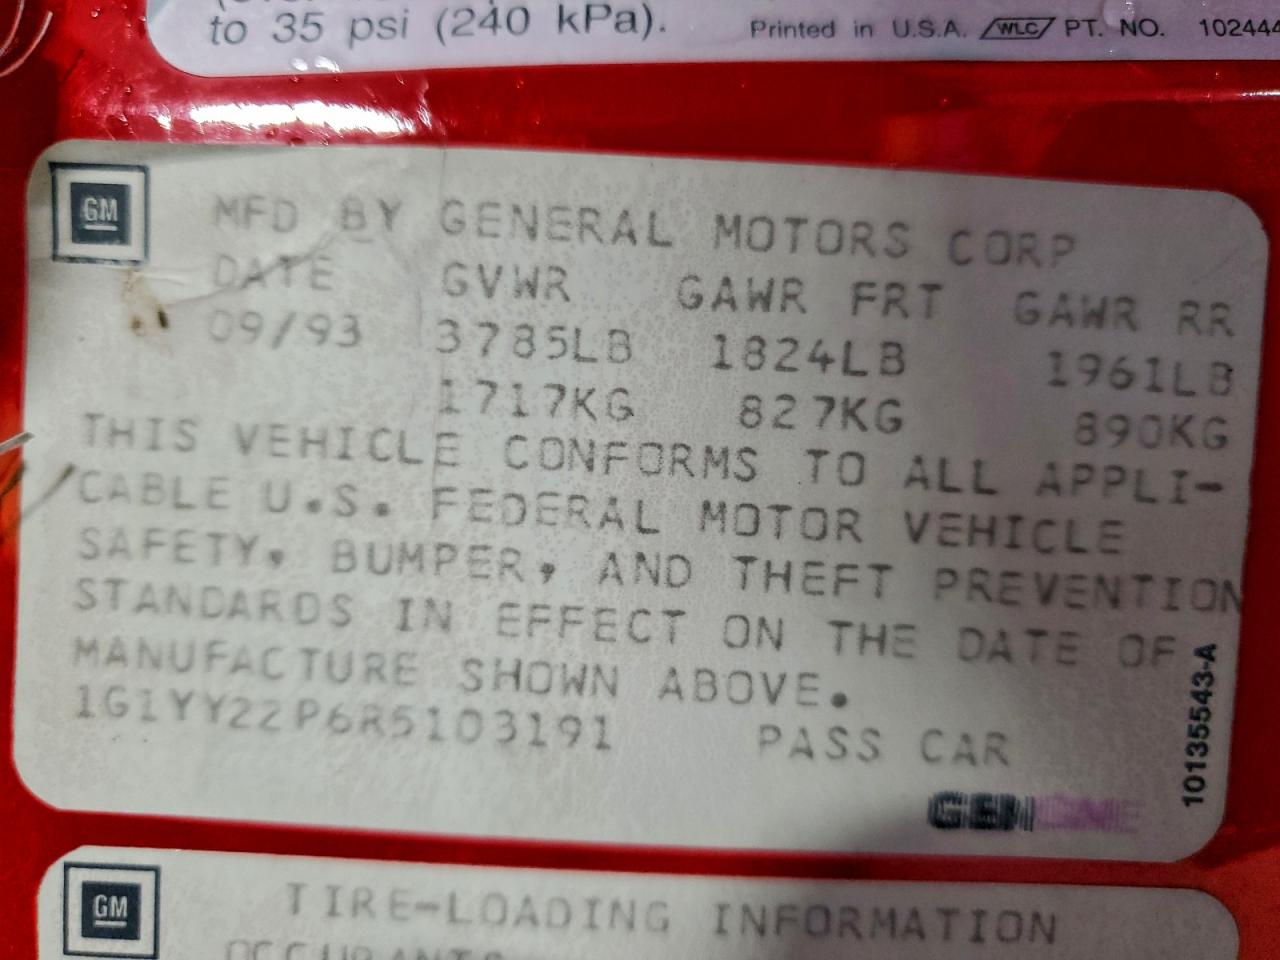 to 35 psi (240 kPa).
Printed in U.S.A. WLC PT. NO. 102444
GM
MFD BY GENERAL MOTORS CORP
DATE GVWR GAWR FRT GAWR RR
09/93 3785LB 1824LB 1961LB
1717KG 827KG 890KG
THIS VEHICLE CONFORMS TO ALL APPLI-
CABLE U.S. FEDERAL MOTOR VEHICLE
SAFETY, BUMPER, AND THEFT PREVENTION
STANDARDS IN EFFECT ON THE DATE OF
MANUFACTURE SHOWN ABOVE.
1G1YY22P6R5103191 PASS CAR
10135543-A
GM
TIRE-LOADING INFORMATION
OCCUPANTS